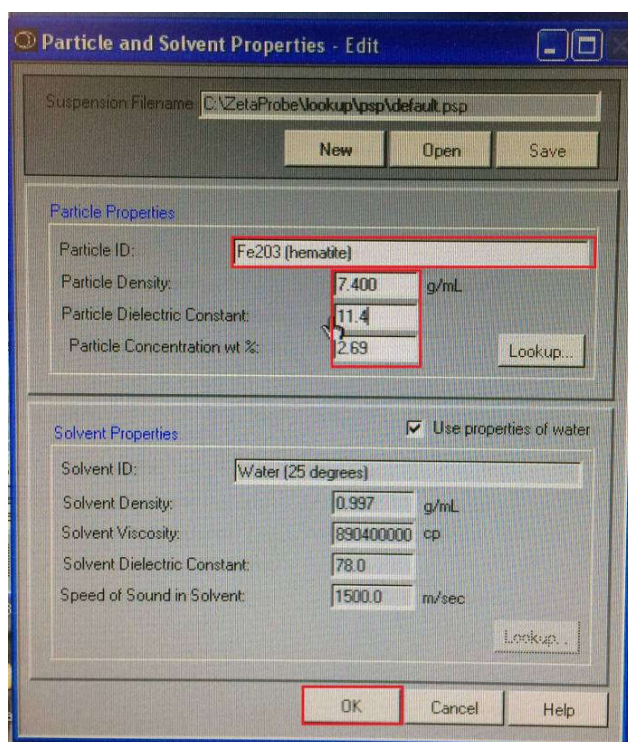 Particle and Solvent Properties - Edit
Suspension Filename C:\ZetaProbe\lookup\psp\default.psp
New Open Save
Particle Properties
Particle ID: Fe203 (hematite)
Particle Density: 7.400 g/mL
Particle Dielectric Constant: 11.4
Particle Concentration wt %: 2.69 Lookup...
Solvent Properties Use properties of water
Solvent ID: Water (25 degrees)
Solvent Density: 0.997 g/mL
Solvent Viscosity: 890400000 cp
Solvent Dielectric Constant: 78.0
Speed of Sound in Solvent: 1500.0 m/sec
Lookup...
OK Cancel Help